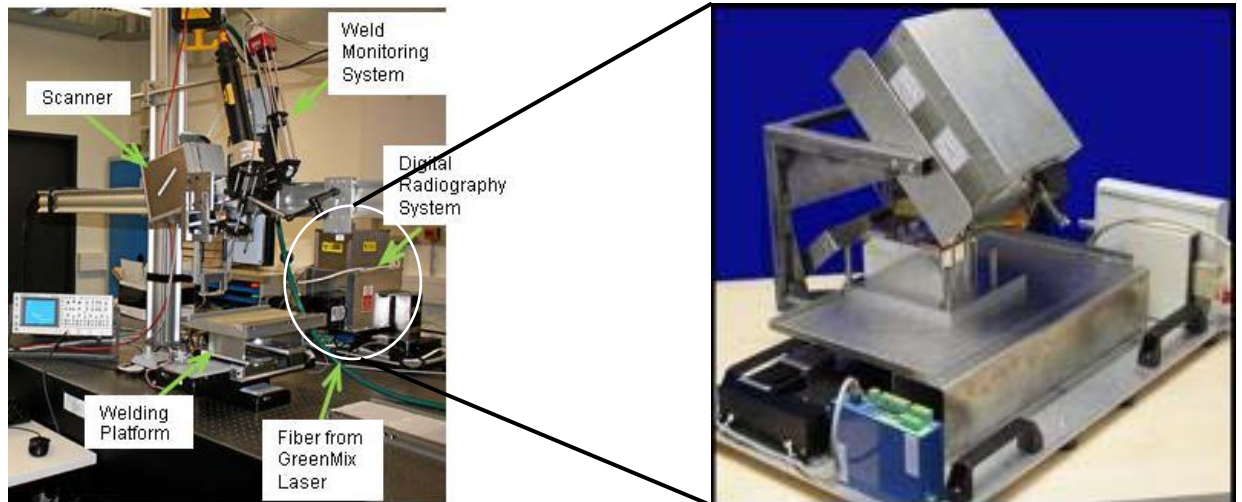 Weld
Monitoring
System
Scanner
Digital
Radiography
System
Welding
Platform
Fiber from
GreenMix
Laser